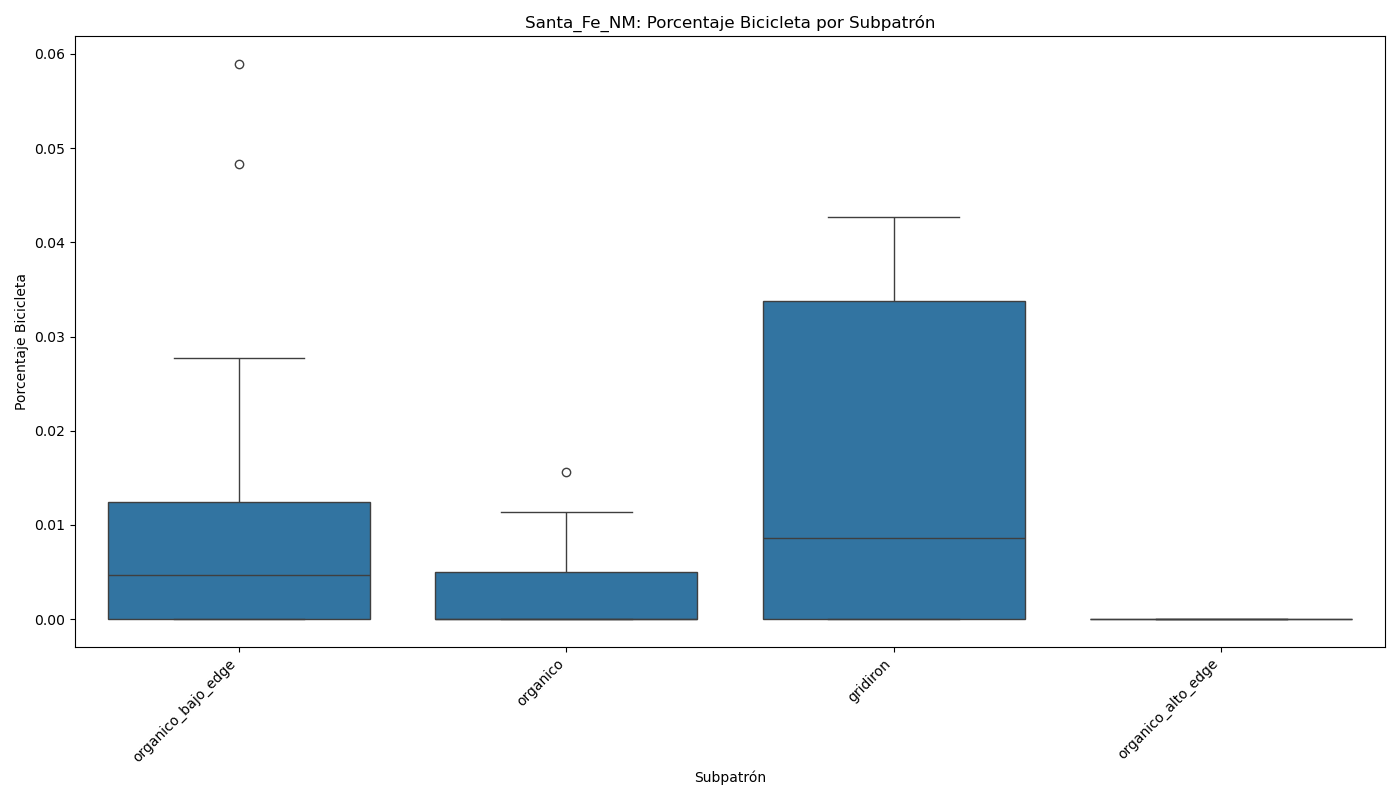 Santa_Fe_NM: Porcentaje Bicicleta por Subpatrón
Porcentaje Bicicleta
0.06
0.05
0.04
0.03
0.02
0.01
0.00
organico_bajo_edge
organico
gridiron
organico_alto_edge
Subpatrón